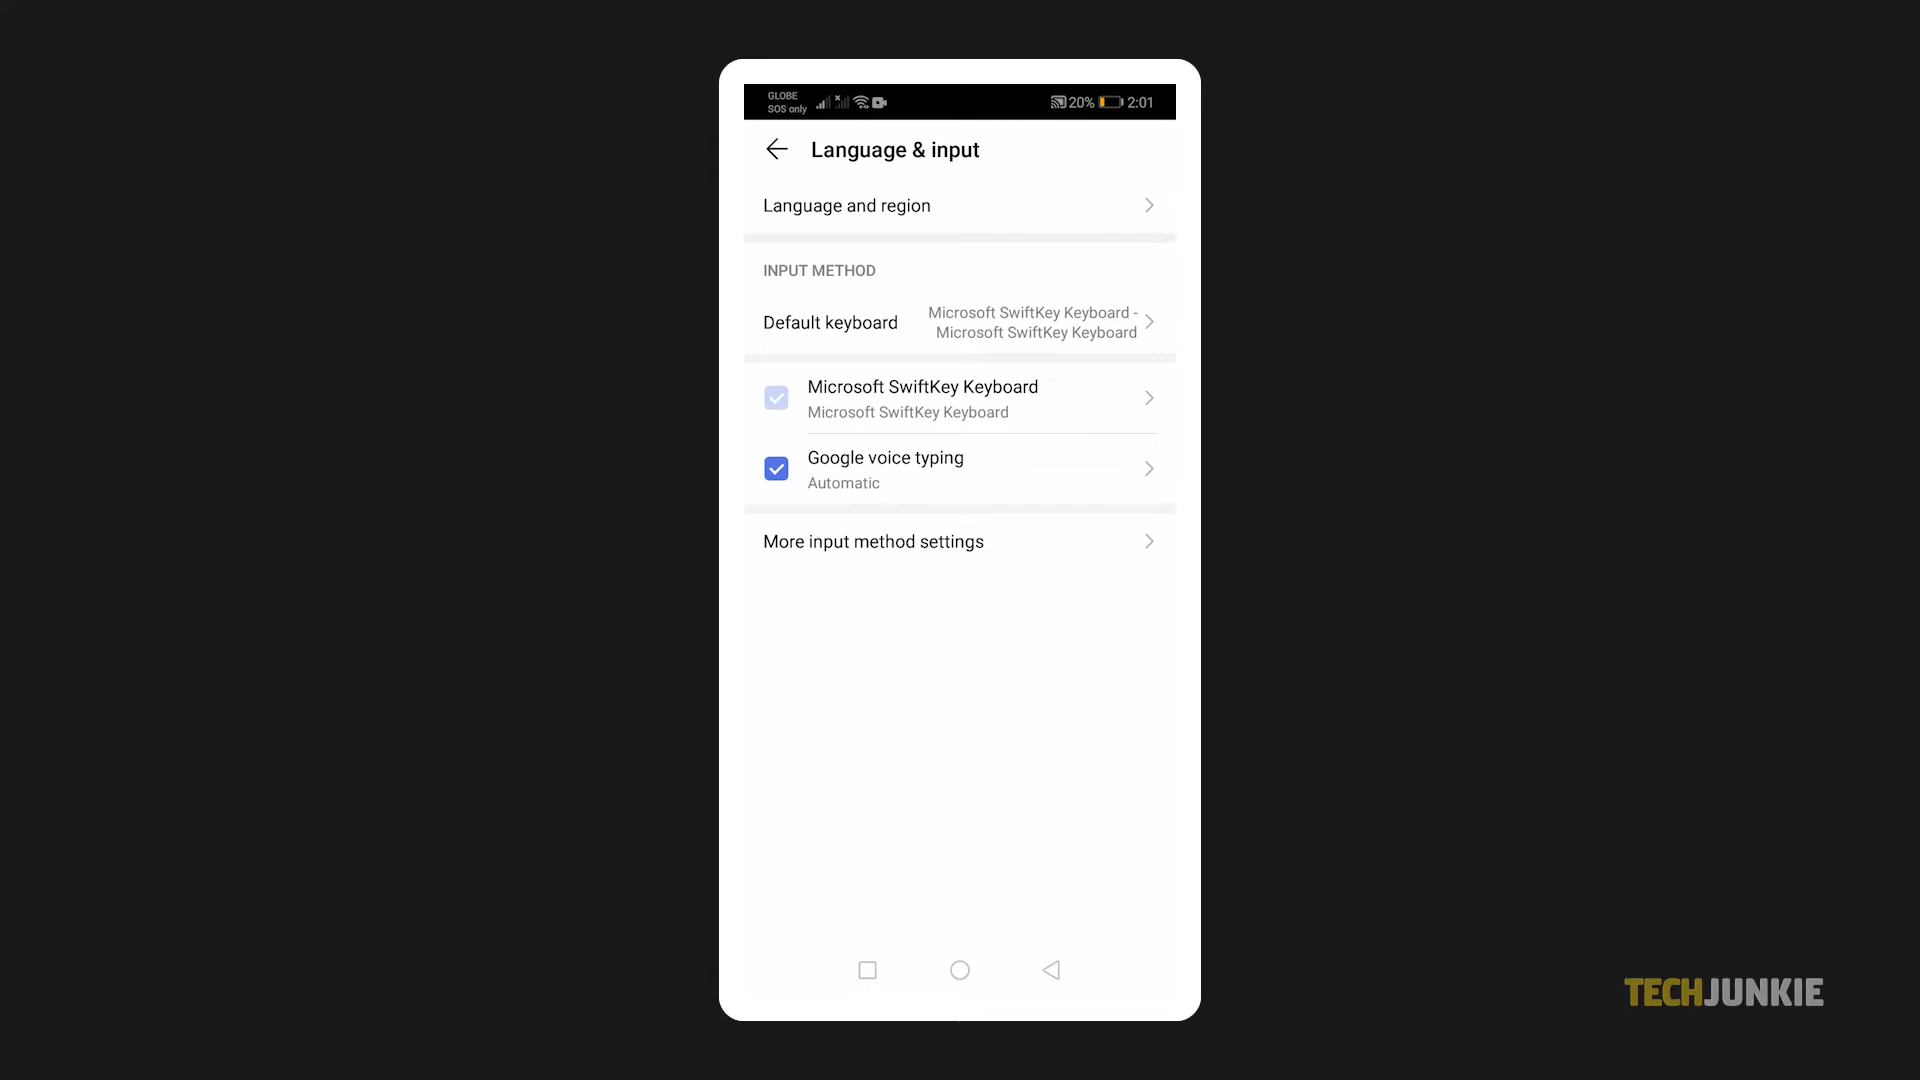 GLOBE
SOS only
20% 2:01
Language & input
Language and region
INPUT METHOD
Default keyboard
Microsoft SwiftKey Keyboard -
Microsoft SwiftKey Keyboard
Microsoft SwiftKey Keyboard
Microsoft SwiftKey Keyboard
Google voice typing
Automatic
More input method settings
TECHJUNKIE